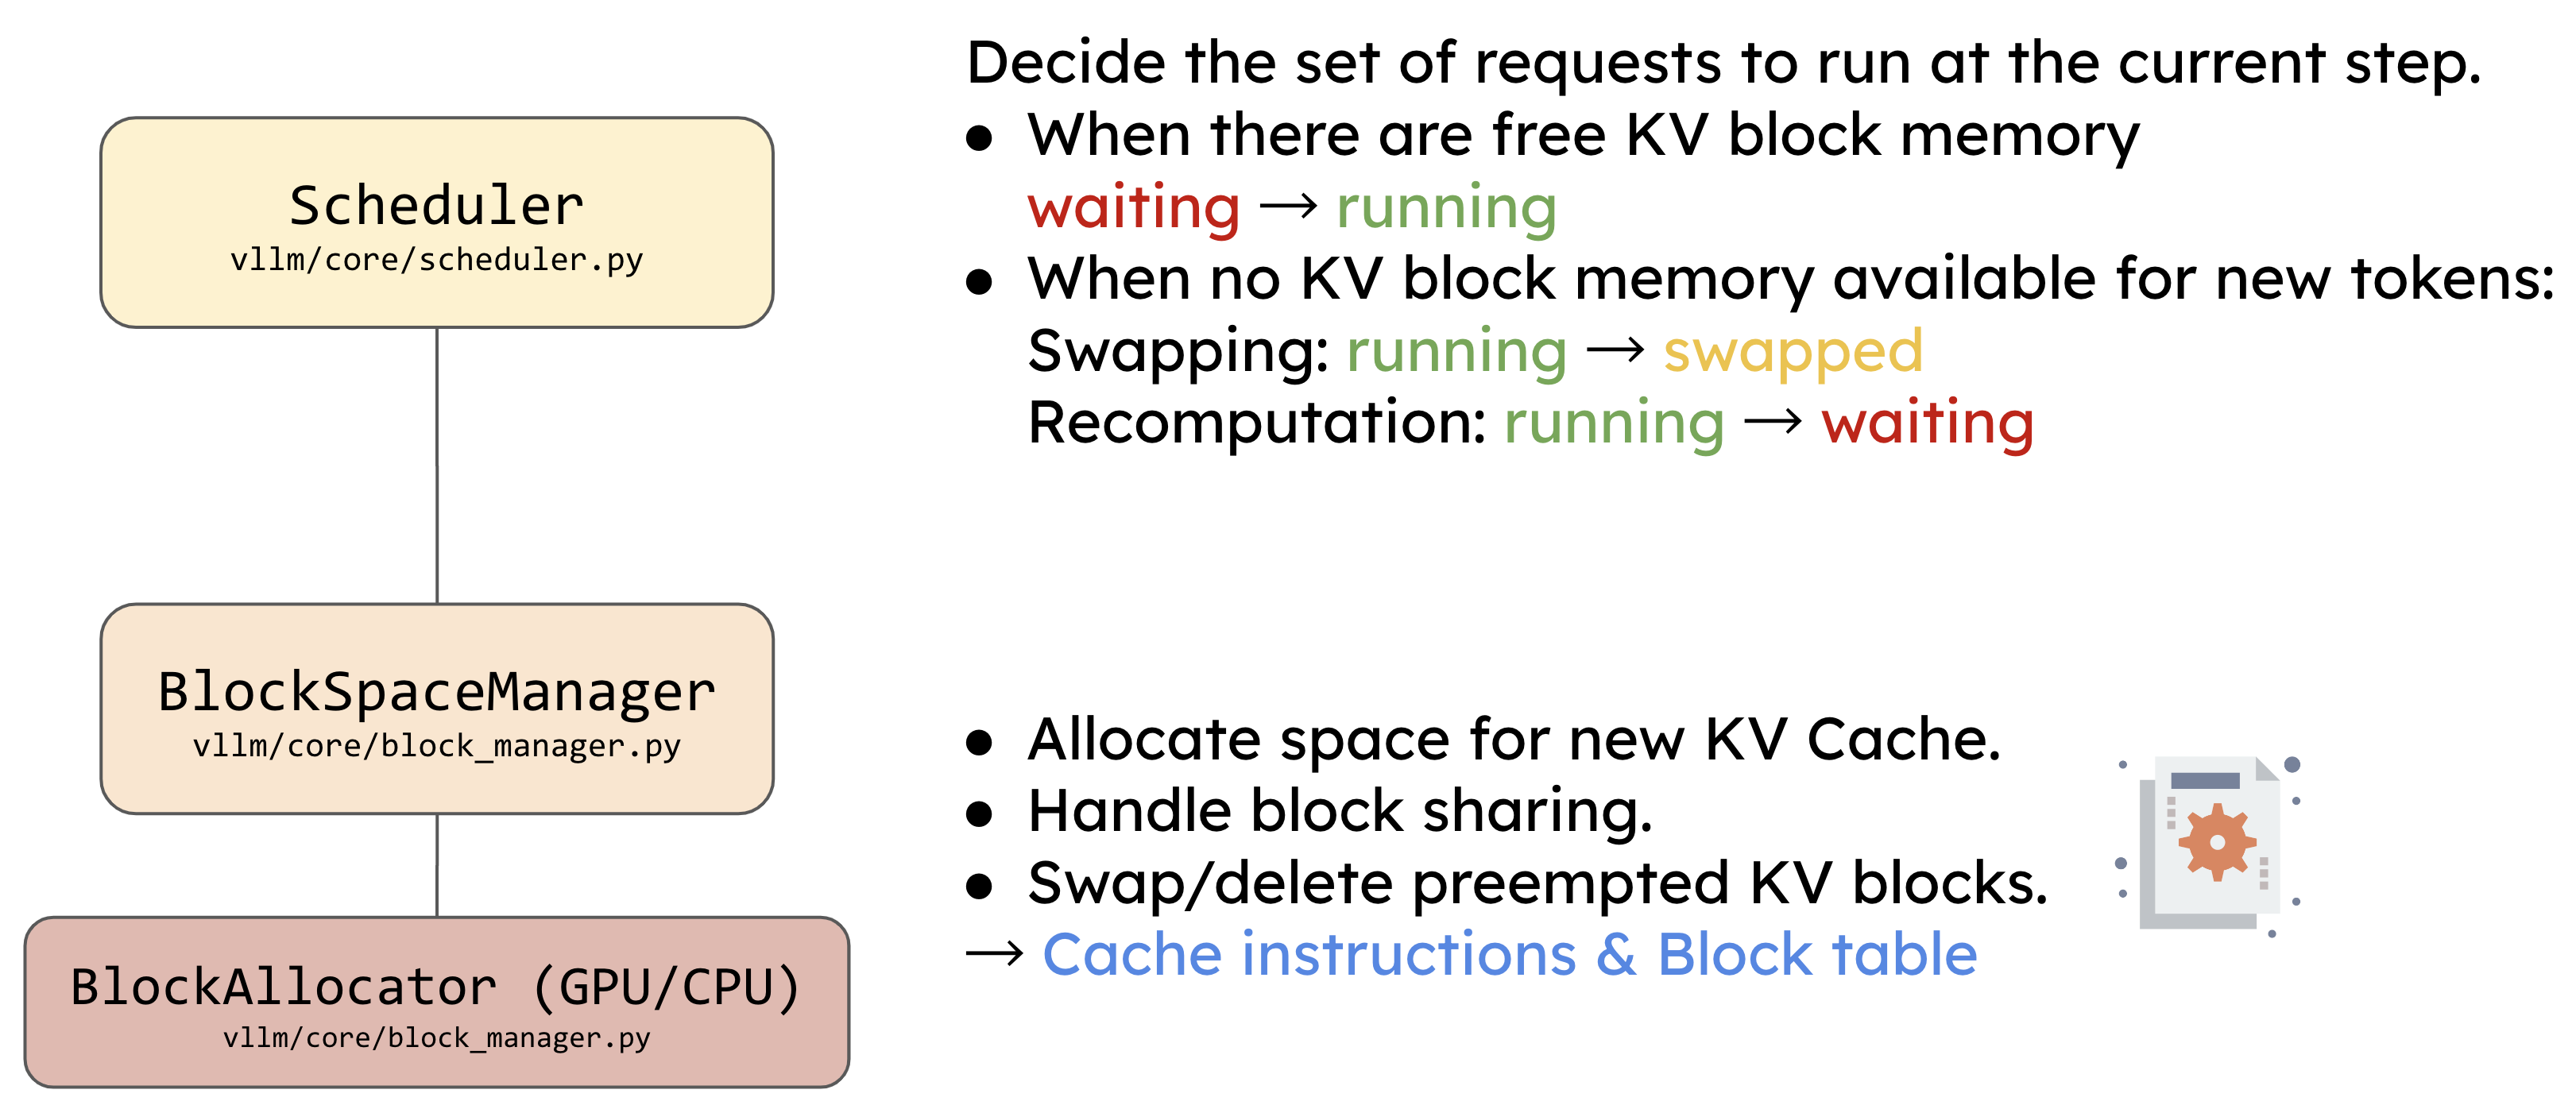 Scheduler
vllm/core/scheduler.py
Decide the set of requests to run at the current step.
● When there are free KV block memory
waiting → running
● When no KV block memory available for new tokens:
Swapping: running → swapped
Recomputation: running → waiting
BlockSpaceManager
vllm/core/block_manager.py
● Allocate space for new KV Cache.
● Handle block sharing.
● Swap/delete preempted KV blocks.
→ Cache instructions & Block table
BlockAllocator (GPU/CPU)
vllm/core/block_manager.py